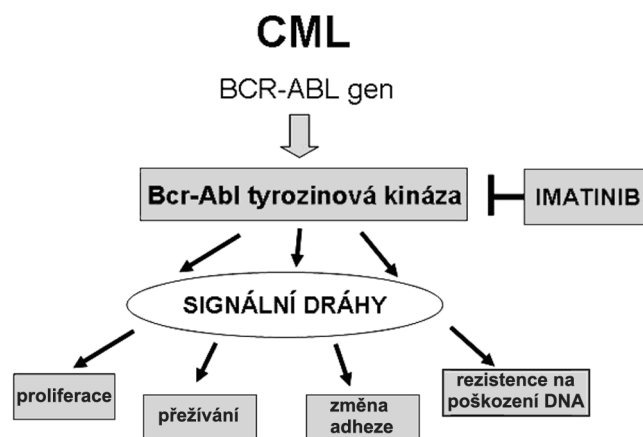 CML
BCR-ABL gen
Bcr-Abl tyrozinová kináza
IMATINIB
SIGNÁLNÍ DRÁHY
proliferace
přežívání
změna
adheze
rezistence na
poškození DNA